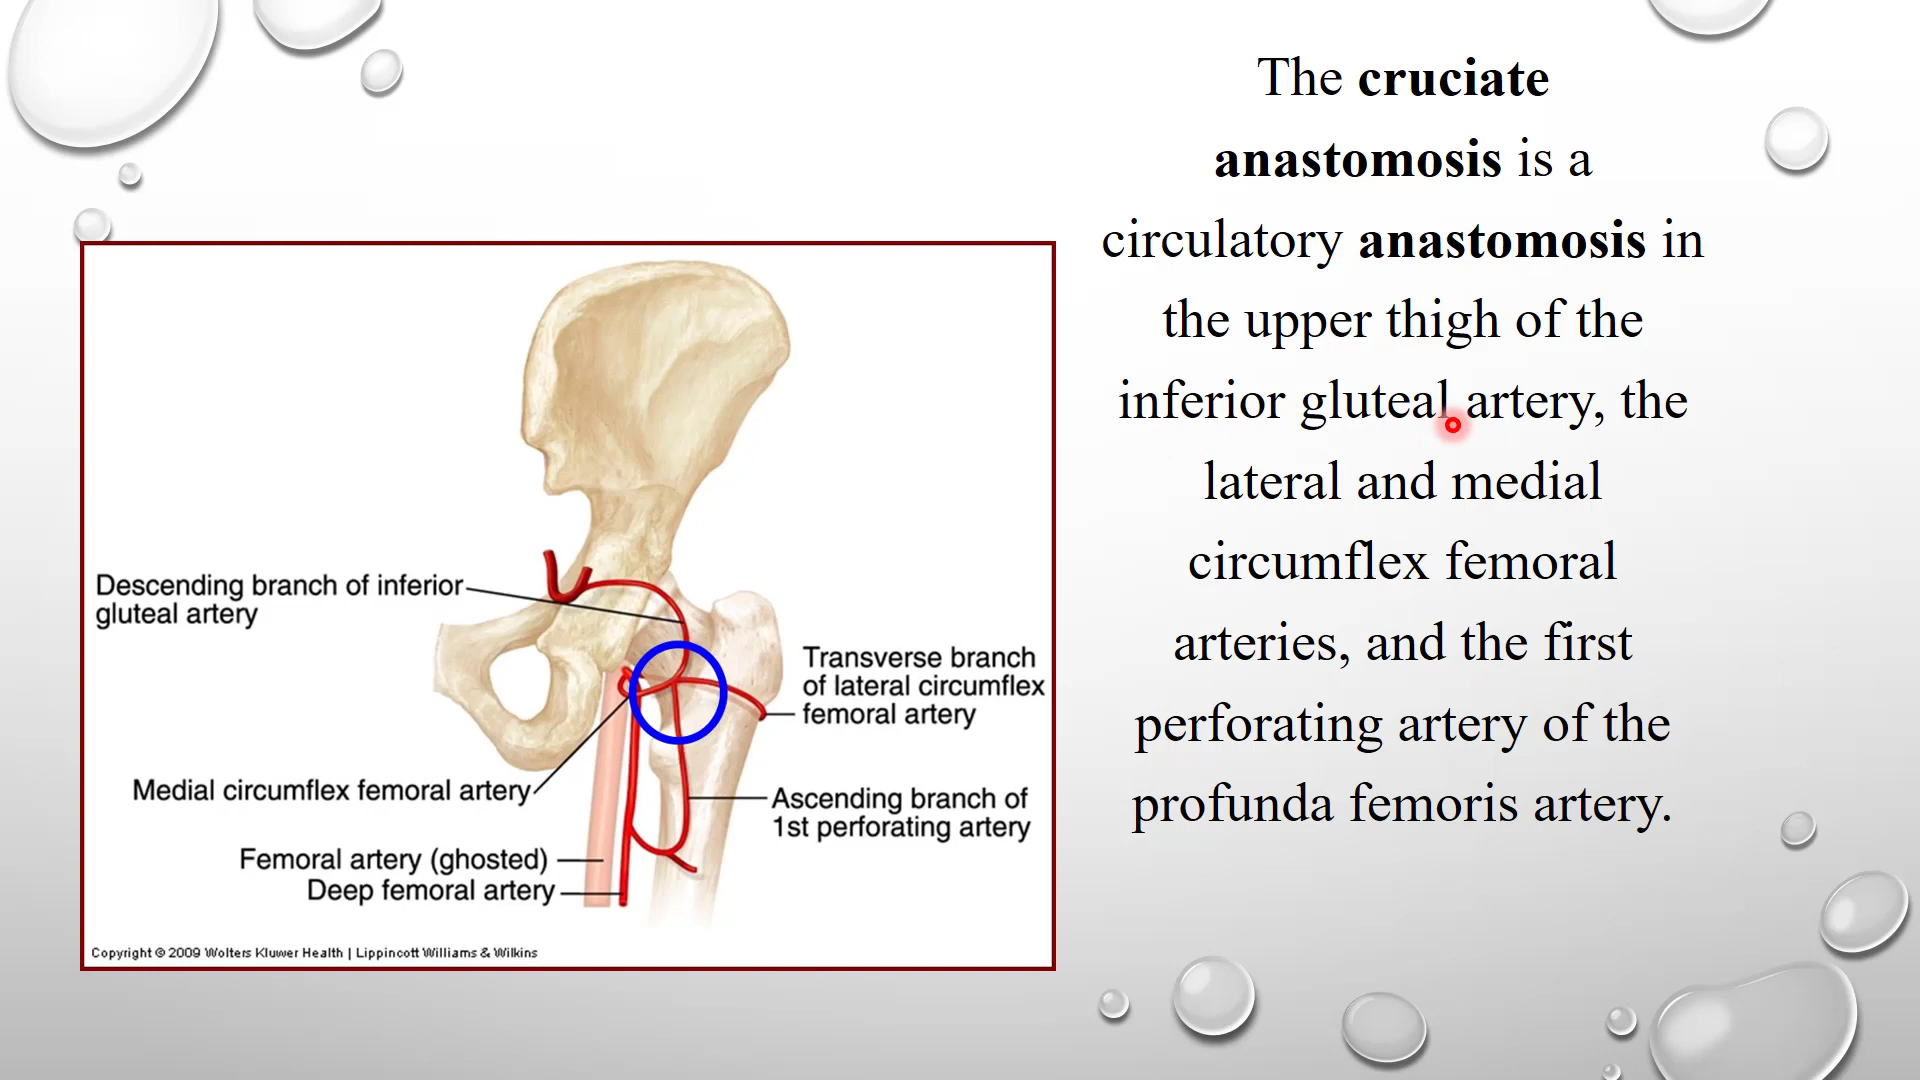 The cruciate
anastomosis is a
circulatory anastomosis in
the upper thigh of the
inferior gluteal artery, the
lateral and medial
circumflex femoral
arteries, and the first
perforating artery of the
profunda femoris artery.
Descending branch of inferior
gluteal artery
Transverse branch
of lateral circumflex
femoral artery
Medial circumflex femoral artery
Ascending branch of
1st perforating artery
Femoral artery (ghosted)
Deep femoral artery
Copyright © 2009 Wolters Kluwer Health | Lippincott Williams & Wilkins